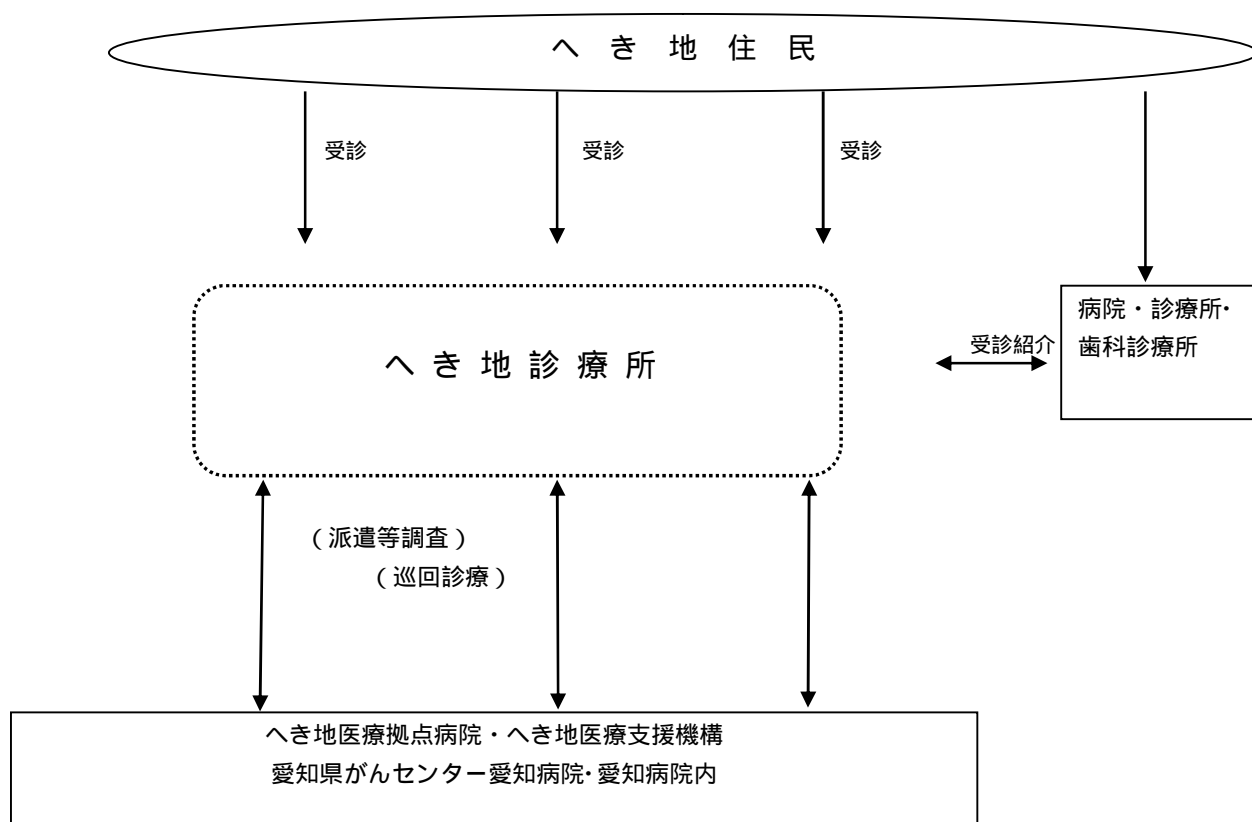 へ き 地 住 民
受診
受診
受診
病院・診療所・
歯科診療所
受診紹介
へ き 地 診 療 所
（派遣等調査）
（巡回診療）
へき地医療拠点病院・へき地医療支援機構
愛知県がんセンター愛知病院・愛知病院内